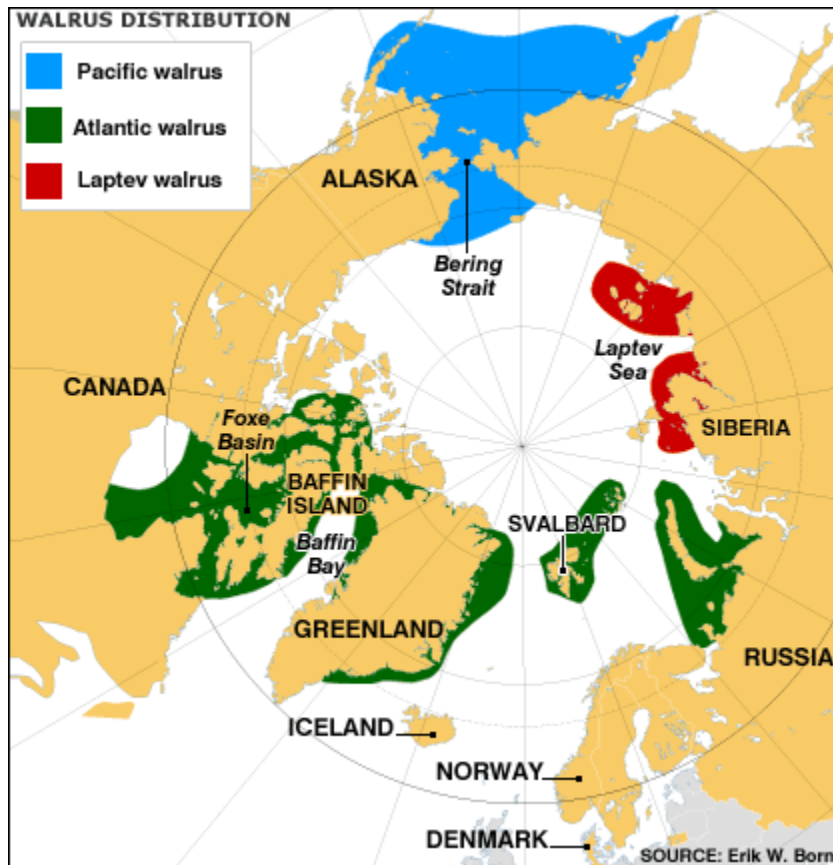 WALRUS DISTRIBUTION
Pacific walrus
Atlantic walrus
Laptev walrus
ALASKA
Bering
Strait
Laptev
Sea
CANADA
Foxe
Basin
SIBERIA
BAFFIN
ISLAND
SVALBARD
Baffin
Bay
GREENLAND
RUSSIA
ICELAND
NORWAY
DENMARK
SOURCE: Erik W. Born